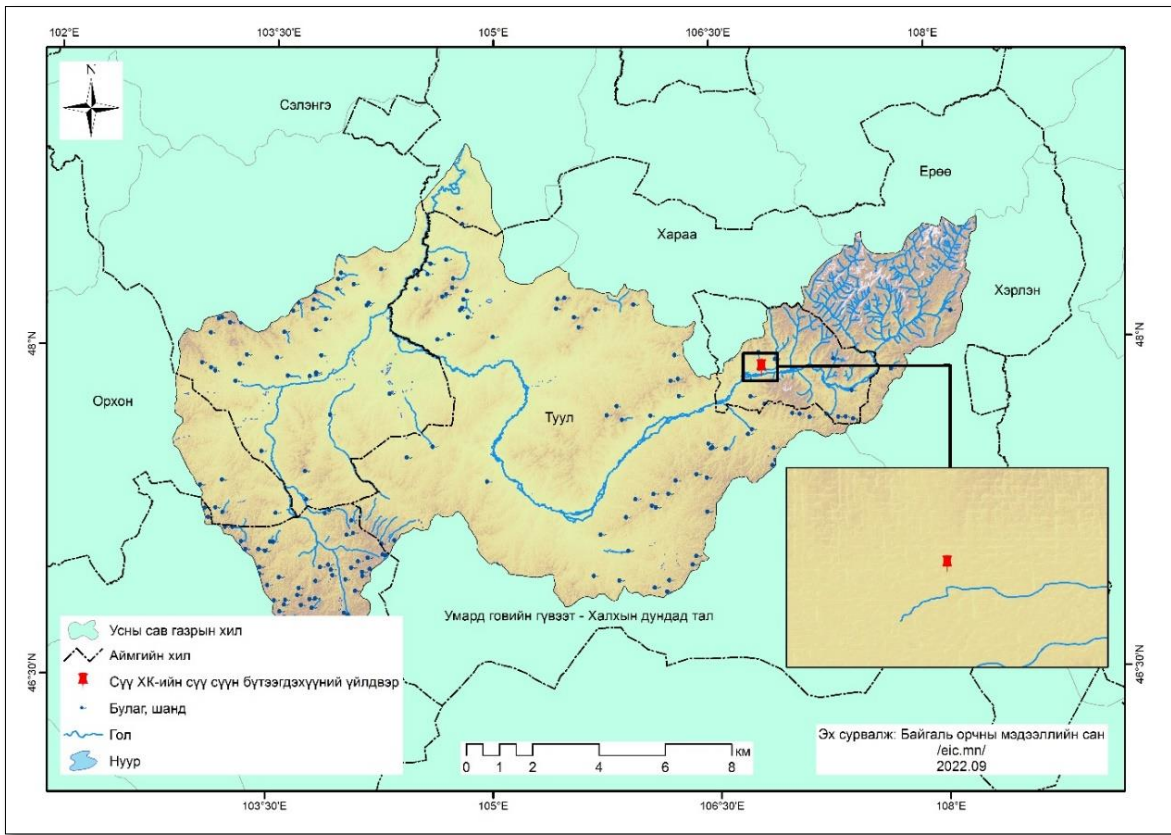 102°E
103°30'E
105°E
106°30'E
108°E
N
Сэлэнгэ
Ерөө
Хараа
Хэрлэн
48°N
48°N
Орхон
Туул
Умард говийн гүвээт - Халхын дундад тал
Усны сав газрын хил
Аймгийн хил
Сүү ХК-ийн сүү сүүн бүтээгдэхүүний үйлдвэр
Булаг, шанд
Гол
Нуур
46°30'N
46°30'N
км
0 1 2 4 6 8
Эх сурвалж: Байгаль орчны мэдээллийн сан
/eic.mn/
2022.09
103°30'E
105°E
106°30'E
108°E